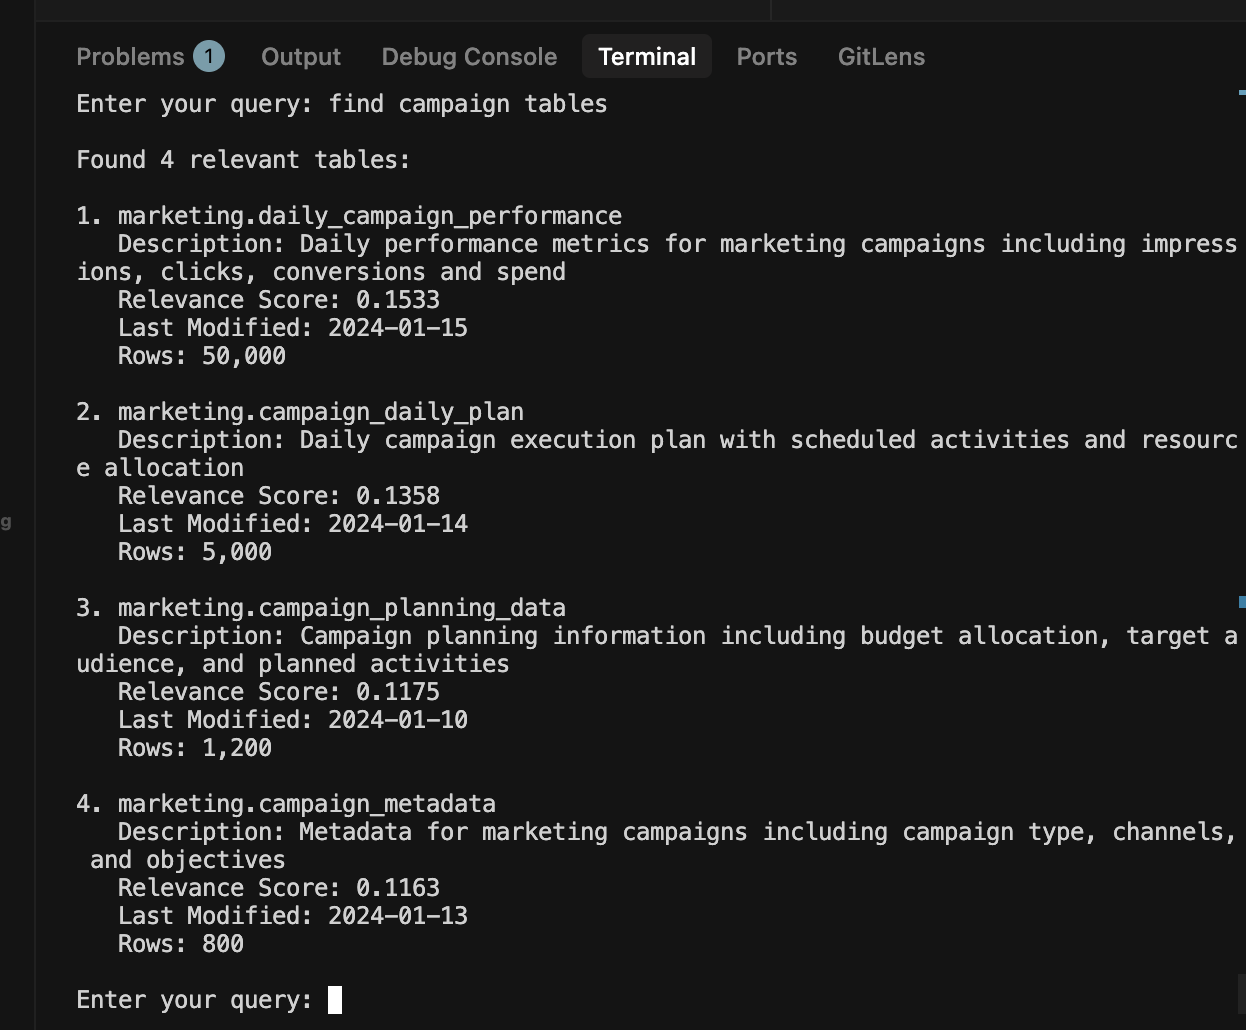 Problems 1 Output Debug Console Terminal Ports GitLens
Enter your query: find campaign tables
Found 4 relevant tables:
1. marketing.daily_campaign_performance
Description: Daily performance metrics for marketing campaigns including impress
ions, clicks, conversions and spend
Relevance Score: 0.1533
Last Modified: 2024-01-15
Rows: 50,000
2. marketing.campaign_daily_plan
Description: Daily campaign execution plan with scheduled activities and resourc
e allocation
Relevance Score: 0.1358
Last Modified: 2024-01-14
Rows: 5,000
g
3. marketing.campaign_planning_data
Description: Campaign planning information including budget allocation, target a
udience, and planned activities
Relevance Score: 0.1175
Last Modified: 2024-01-10
Rows: 1,200
4. marketing.campaign_metadata
Description: Metadata for marketing campaigns including campaign type, channels,
and objectives
Relevance Score: 0.1163
Last Modified: 2024-01-13
Rows: 800
Enter your query: